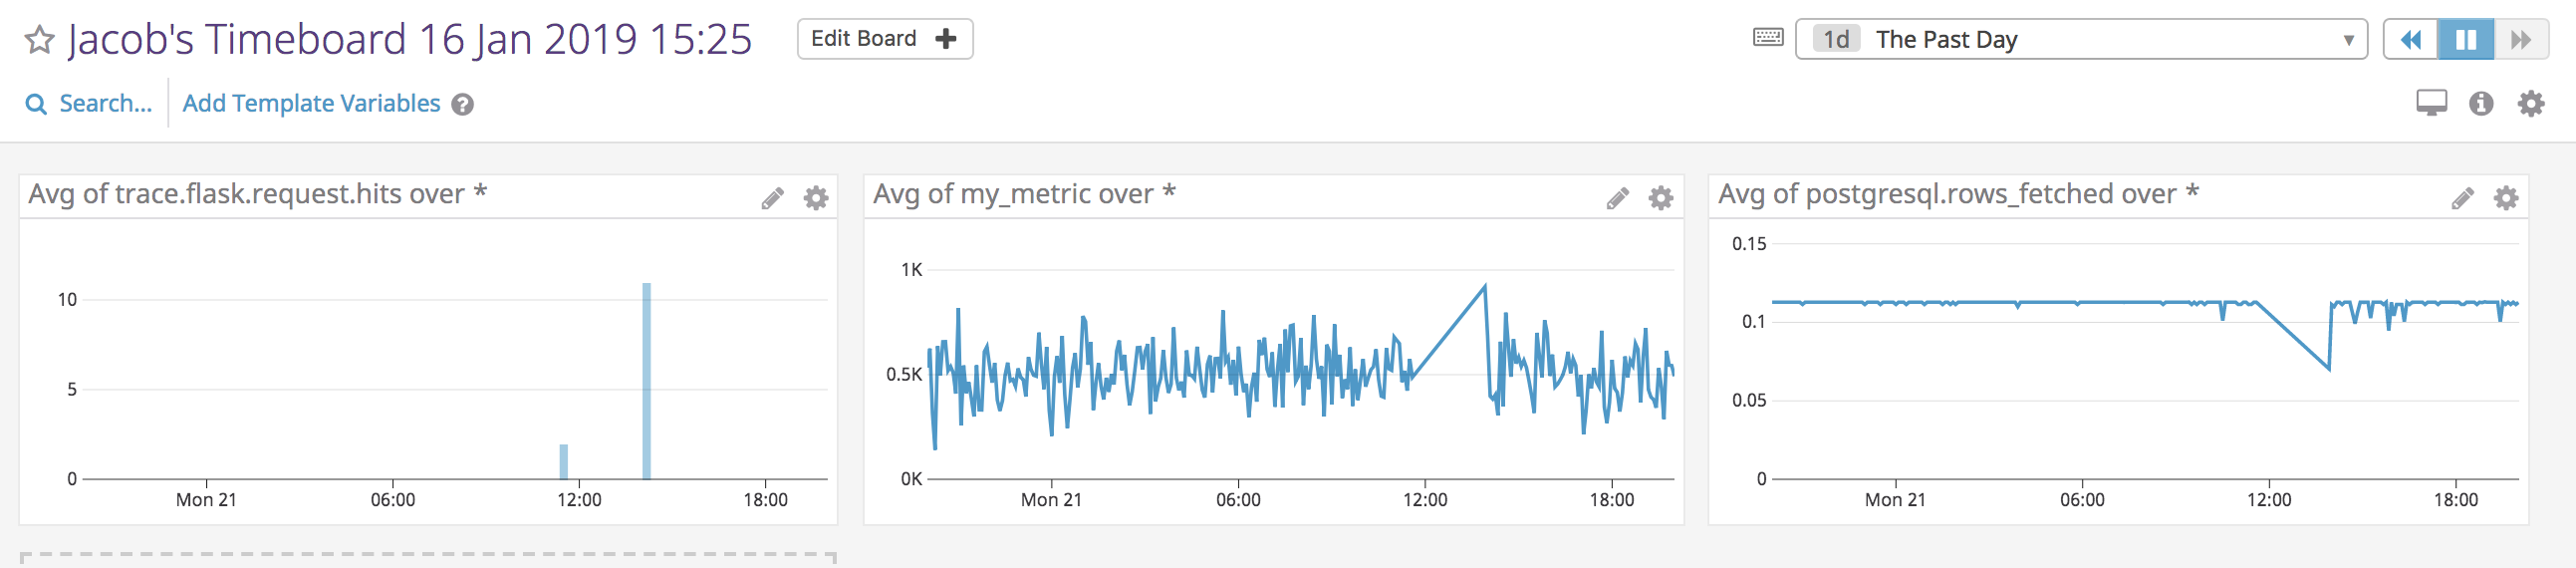 Jacob's Timeboard 16 Jan 2019 15:25
Edit Board +
1d The Past Day
Search...
Add Template Variables ?
Avg of trace.flask.request.hits over *
10
5
0
Mon 21 06:00 12:00 18:00
Avg of my_metric over *
1K
0.5K
0K
Mon 21 06:00 12:00 18:00
Avg of postgresql.rows_fetched over *
0.15
0.1
0.05
0
Mon 21 06:00 12:00 18:00